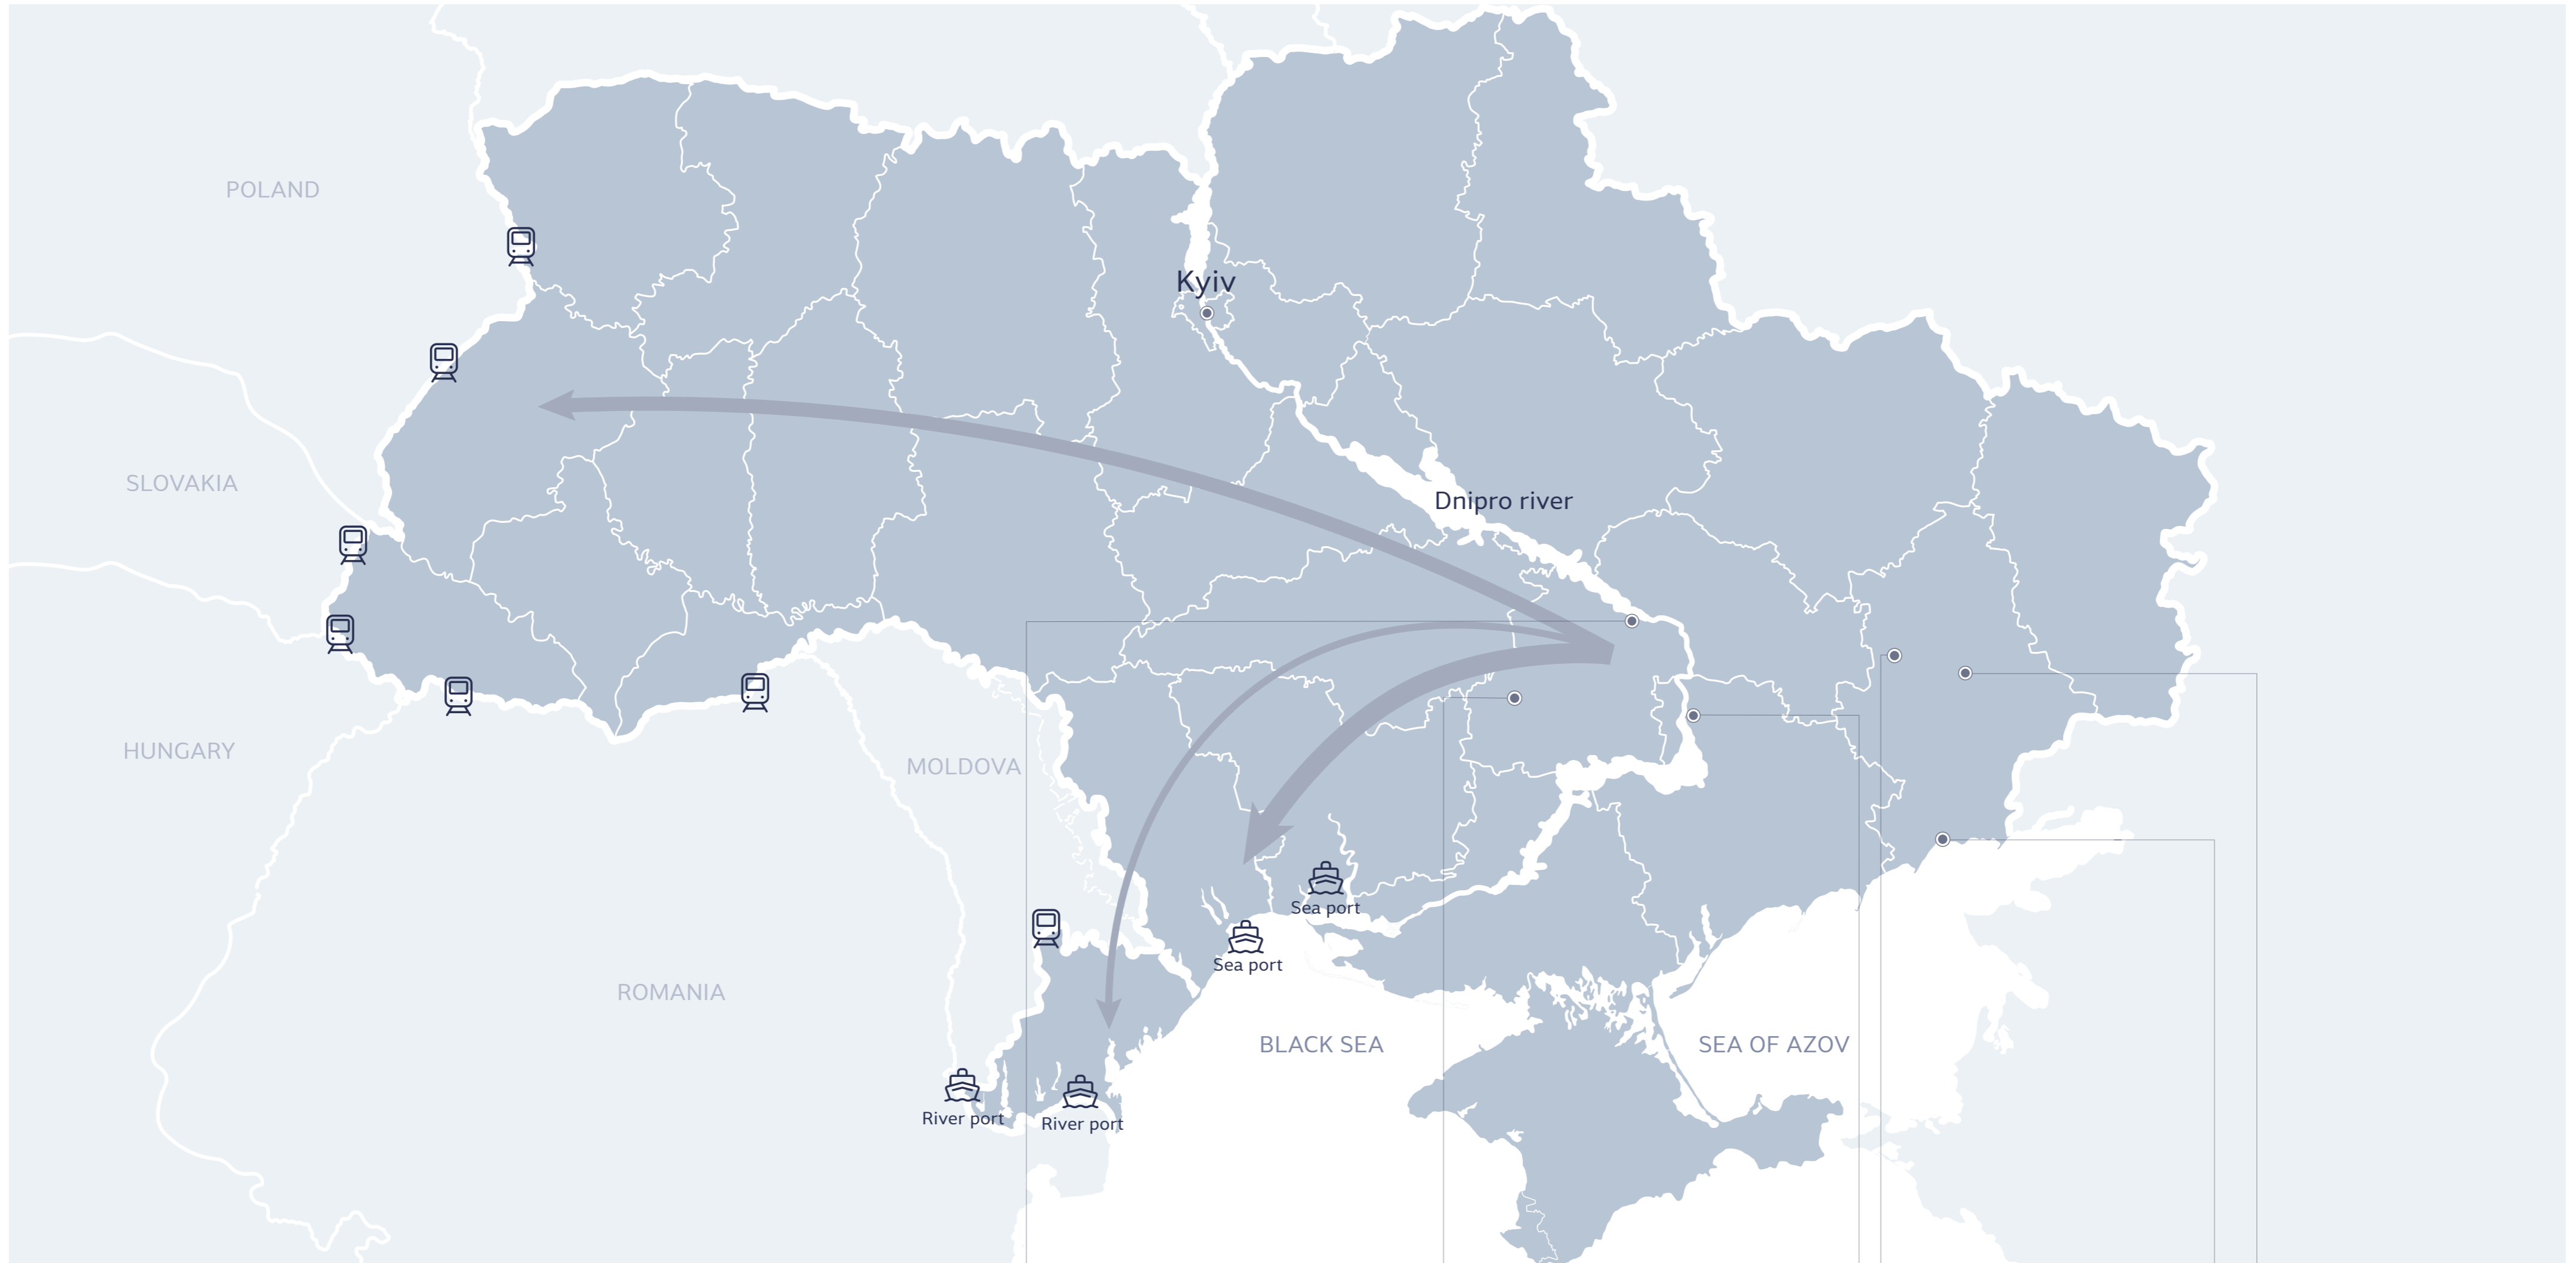 POLAND
Kyiv
SLOVAKIA
Dnipro river
HUNGARY
MOLDOVA
Sea port
Sea port
ROMANIA
BLACK SEA
SEA OF AZOV
River port
River port